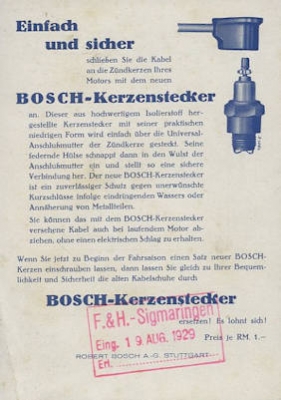 Einfach
und sicher
schließen Sie die Kabel
an die Zündkerzen Ihres
Motors mit dem neuen
BOSCH-Kerzenstecker
an. Dieser aus hochwertigem Isolierstoff her-
gestellte Kerzenstecker mit seiner praktischen
niedrigen Form wird einfach über die Universal-
Anschlußmutter der Zündkerze gesteckt. Seine
federnde Hülse schnappt dann in den Wulst der
Anschlußmutter ein und stellt so eine sichere
Verbindung her. Der neue BOSCH-Kerzenstecker
ist ein zuverlässiger Schutz gegen unerwünschte
Kurzschlüsse infolge eindringenden Wassers oder
Annäherung von Metallteilen.
Sie können das mit dem BOSCH-Kerzenstecker
versehene Kabel auch bei laufendem Motor ab-
ziehen, ohne einen elektrischen Schlag zu erhalten.
Wenn Sie jetzt zu Beginn der Fahrsaison einen Satz neuer BOSCH-
Kerzen einschrauben lassen, dann lassen Sie gleich zu Ihrer Bequem-
lichkeit und Sicherheit die alten Kabelschuhe durch
BOSCH-Kerzenstecker
ersetzen! Es lohnt sich!
Preis je RM. 1.—
F.& H.- Sigmaringen
Eing. 19. AUG. 1929
Erl.
ROBERT BOSCH A.-G. STUTTGART